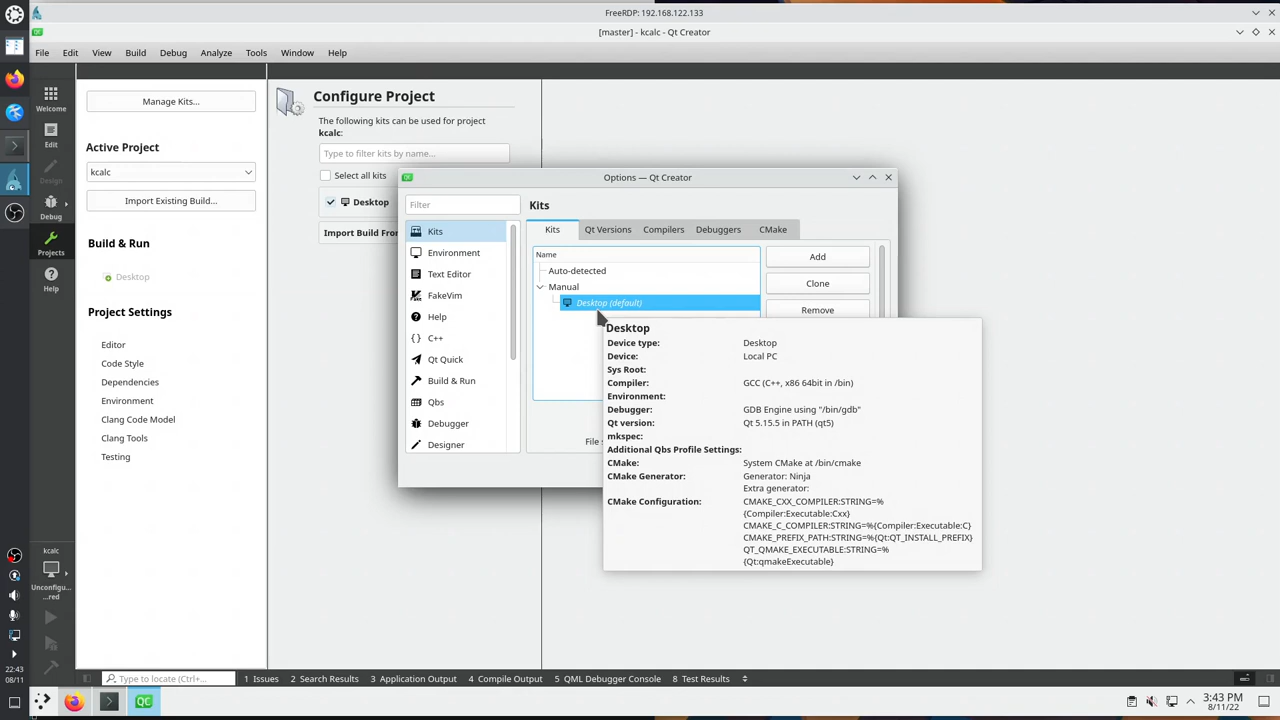 FreeRDP: 192.168.122.133
[master] - kcalc - Qt Creator
File Edit View Build Debug Analyze Tools Window Help
Welcome
Edit
Design
Debug
Projects
Help
kcalc
Unconfigu...red
Manage Kits...
Active Project
kcalc
Import Existing Build...
Build & Run
Desktop
Project Settings
Editor
Code Style
Dependencies
Environment
Clang Code Model
Clang Tools
Testing
Configure Project
The following kits can be used for project
kcalc:
Type to filter kits by name...
Select all kits
Desktop
Import Build From
Options — Qt Creator
Filter
Kits
Environment
Text Editor
FakeVim
Help
{ } C++
Qt Quick
Build & Run
Qbs
Debugger
Designer
Kits
Kits Qt Versions Compilers Debuggers CMake
Name
Auto-detected
Manual
Desktop (default)
Add
Clone
Remove
File s
Desktop
Device type: Desktop
Device: Local PC
Sys Root:
Compiler: GCC (C++, x86 64bit in /bin)
Environment:
Debugger: GDB Engine using "/bin/gdb"
Qt version: Qt 5.15.5 in PATH (qt5)
mkspec:
Additional Qbs Profile Settings:
CMake: System CMake at /bin/cmake
CMake Generator: Generator: Ninja
Extra generator:
CMake Configuration: CMAKE_CXX_COMPILER:STRING=%
{Compiler:Executable:Cxx}
CMAKE_C_COMPILER:STRING=%{Compiler:Executable:C}
CMAKE_PREFIX_PATH:STRING=%{Qt:QT_INSTALL_PREFIX}
QT_QMAKE_EXECUTABLE:STRING=%
{Qt:qmakeExecutable}
22:43
08/11
Type to locate (Ctrl+...
1 Issues 2 Search Results 3 Application Output 4 Compile Output 5 QML Debugger Console 8 Test Results
QC
3:43 PM
8/11/22